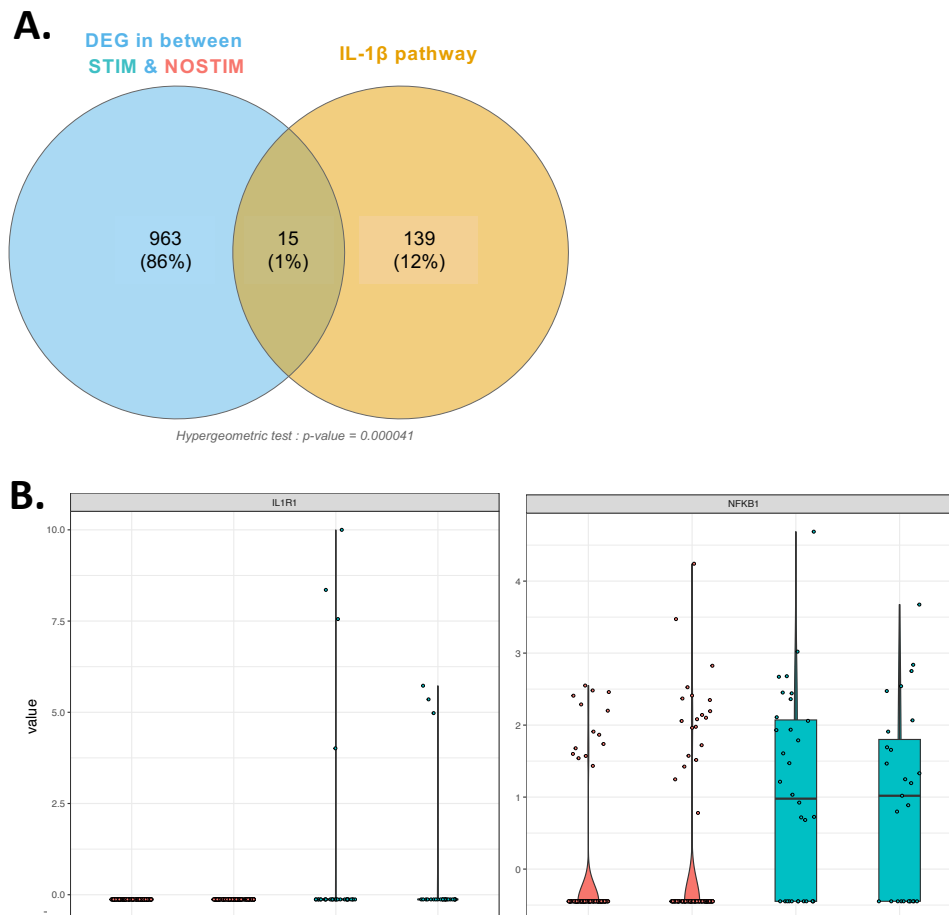 A.
DEG in between
STIM & NOSTIM
IL-1β pathway
963
(86%)
15
(1%)
139
(12%)
Hypergeometric test : p-value = 0.000041
B.
IL1R1
NFKB1
value
10.0
7.5
5.0
2.5
0.0
4
3
2
1
0